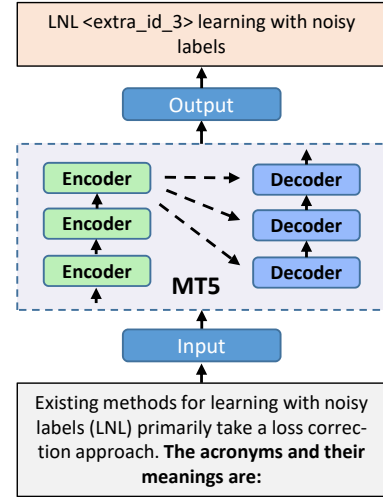 LNL <extra_id_3> learning with noisy
labels
Output
Encoder
Decoder
Encoder
Decoder
Encoder
Decoder
MT5
Input
Existing methods for learning with noisy
labels (LNL) primarily take a loss correc-
tion approach. The acronyms and their
meanings are: